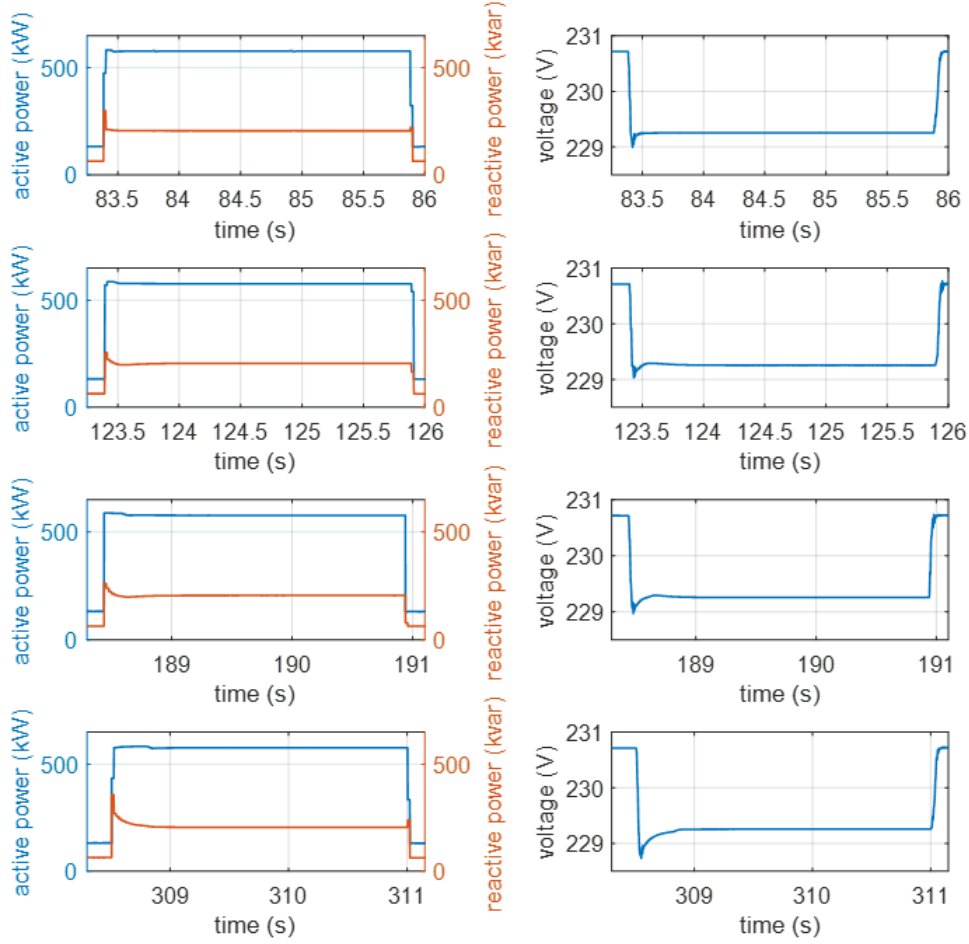 active power (kW)
500
0
83.5 84 84.5 85 85.5 86
time (s)
500
0
reactive power (kvar)
voltage (V)
231
230
229
83.5 84 84.5 85 85.5 86
time (s)
active power (kW)
500
0
123.5 124 124.5 125 125.5 126
time (s)
500
0
reactive power (kvar)
voltage (V)
231
230
229
123.5 124 124.5 125 125.5 126
time (s)
active power (kW)
500
0
189 190 191
time (s)
500
0
reactive power (kvar)
voltage (V)
231
230
229
189 190 191
time (s)
active power (kW)
500
0
309 310 311
time (s)
500
0
reactive power (kvar)
voltage (V)
231
230
229
309 310 311
time (s)